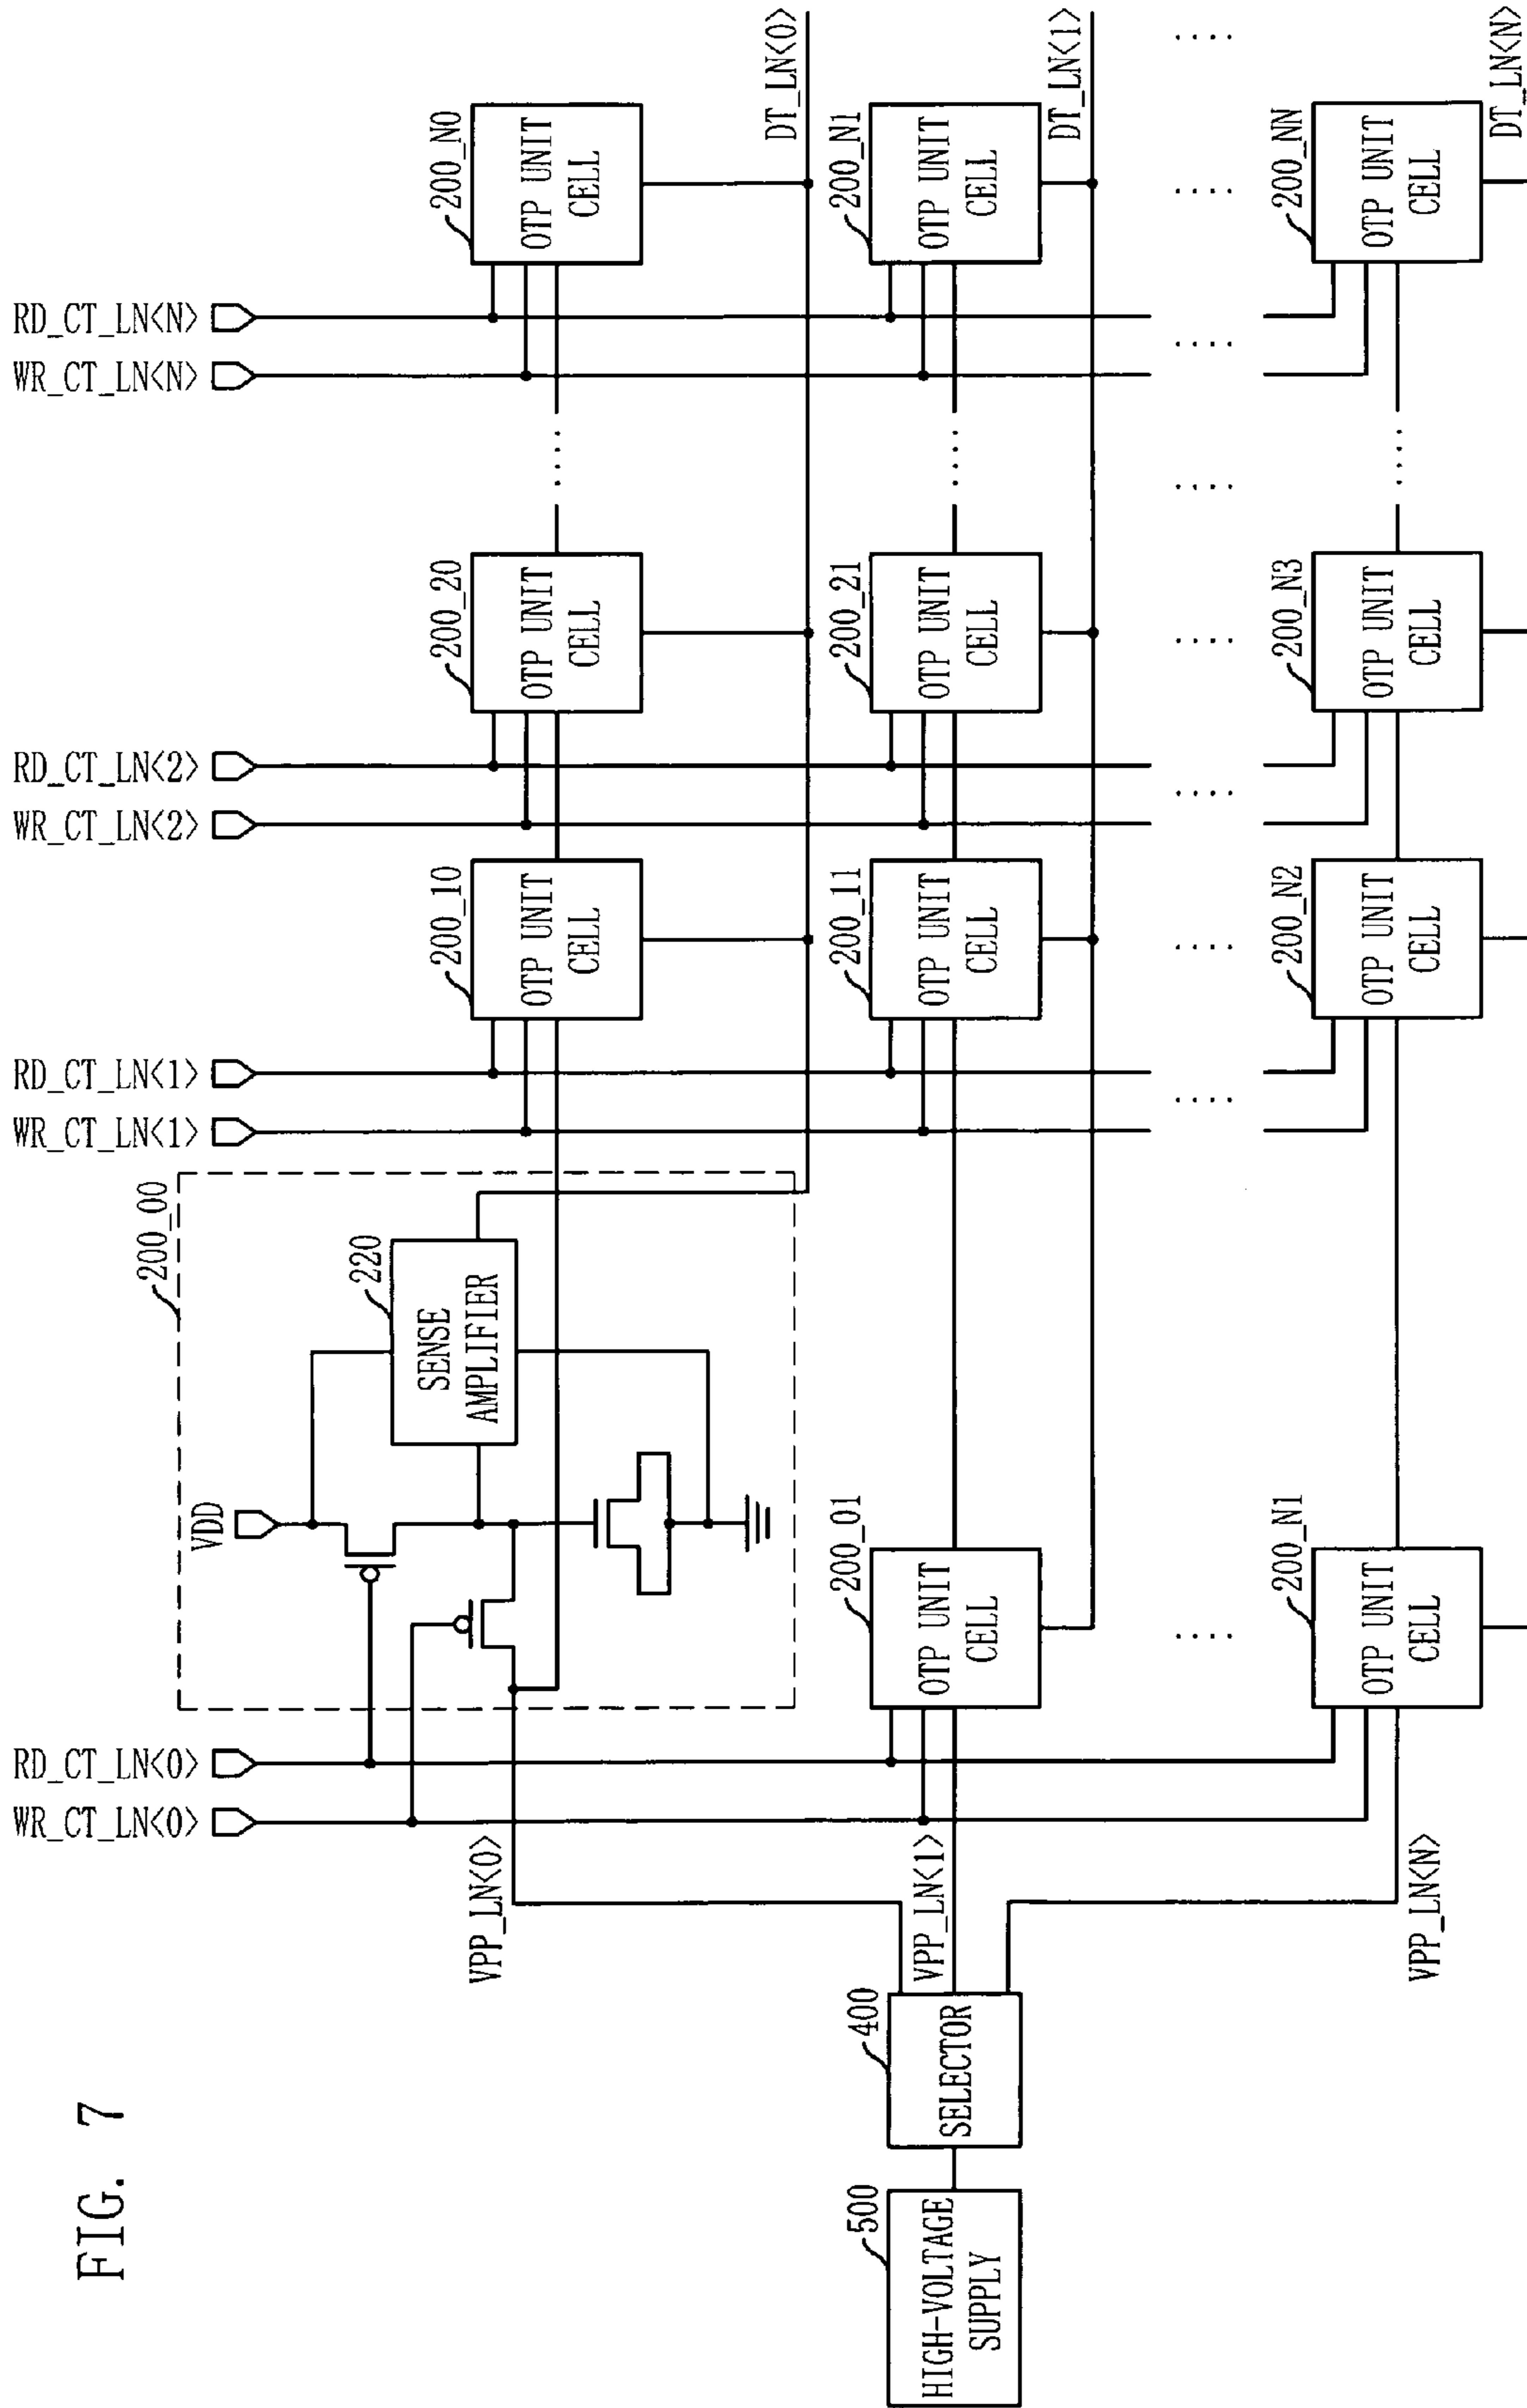 FIG. 7
WR_CT_LN<0>
RD_CT_LN<0>
WR_CT_LN<1>
RD_CT_LN<1>
WR_CT_LN<2>
RD_CT_LN<2>
WR_CT_LN<N>
RD_CT_LN<N>
200_00
VDD
220
SENSE
AMPLIFIER
VPP_LN<0>
200_10
OTP UNIT
CELL
200_20
OTP UNIT
CELL
....
200_N0
OTP UNIT
CELL
DT_LN<0>
500
HIGH-VOLTAGE
SUPPLY
400
SELECTOR
VPP_LN<1>
200_01
OTP UNIT
CELL
200_11
OTP UNIT
CELL
200_21
OTP UNIT
CELL
....
200_N1
OTP UNIT
CELL
DT_LN<1>
....
....
....
....
....
....
....
....
....
VPP_LN<N>
200_N1
OTP UNIT
CELL
200_N2
OTP UNIT
CELL
200_N3
OTP UNIT
CELL
....
200_NN
OTP UNIT
CELL
DT_LN<N>